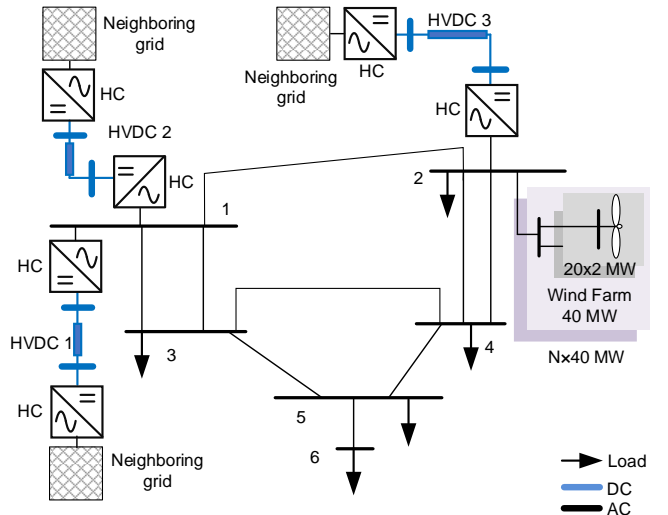 Neighboring
grid
HC
HVDC 2
HC
HVDC 3
Neighboring
grid
HC
HC
1
2
HC
HVDC 1
HC
Neighboring
grid
3
4
5
6
20x2 MW
Wind Farm
40 MW
N×40 MW
Load
DC
AC